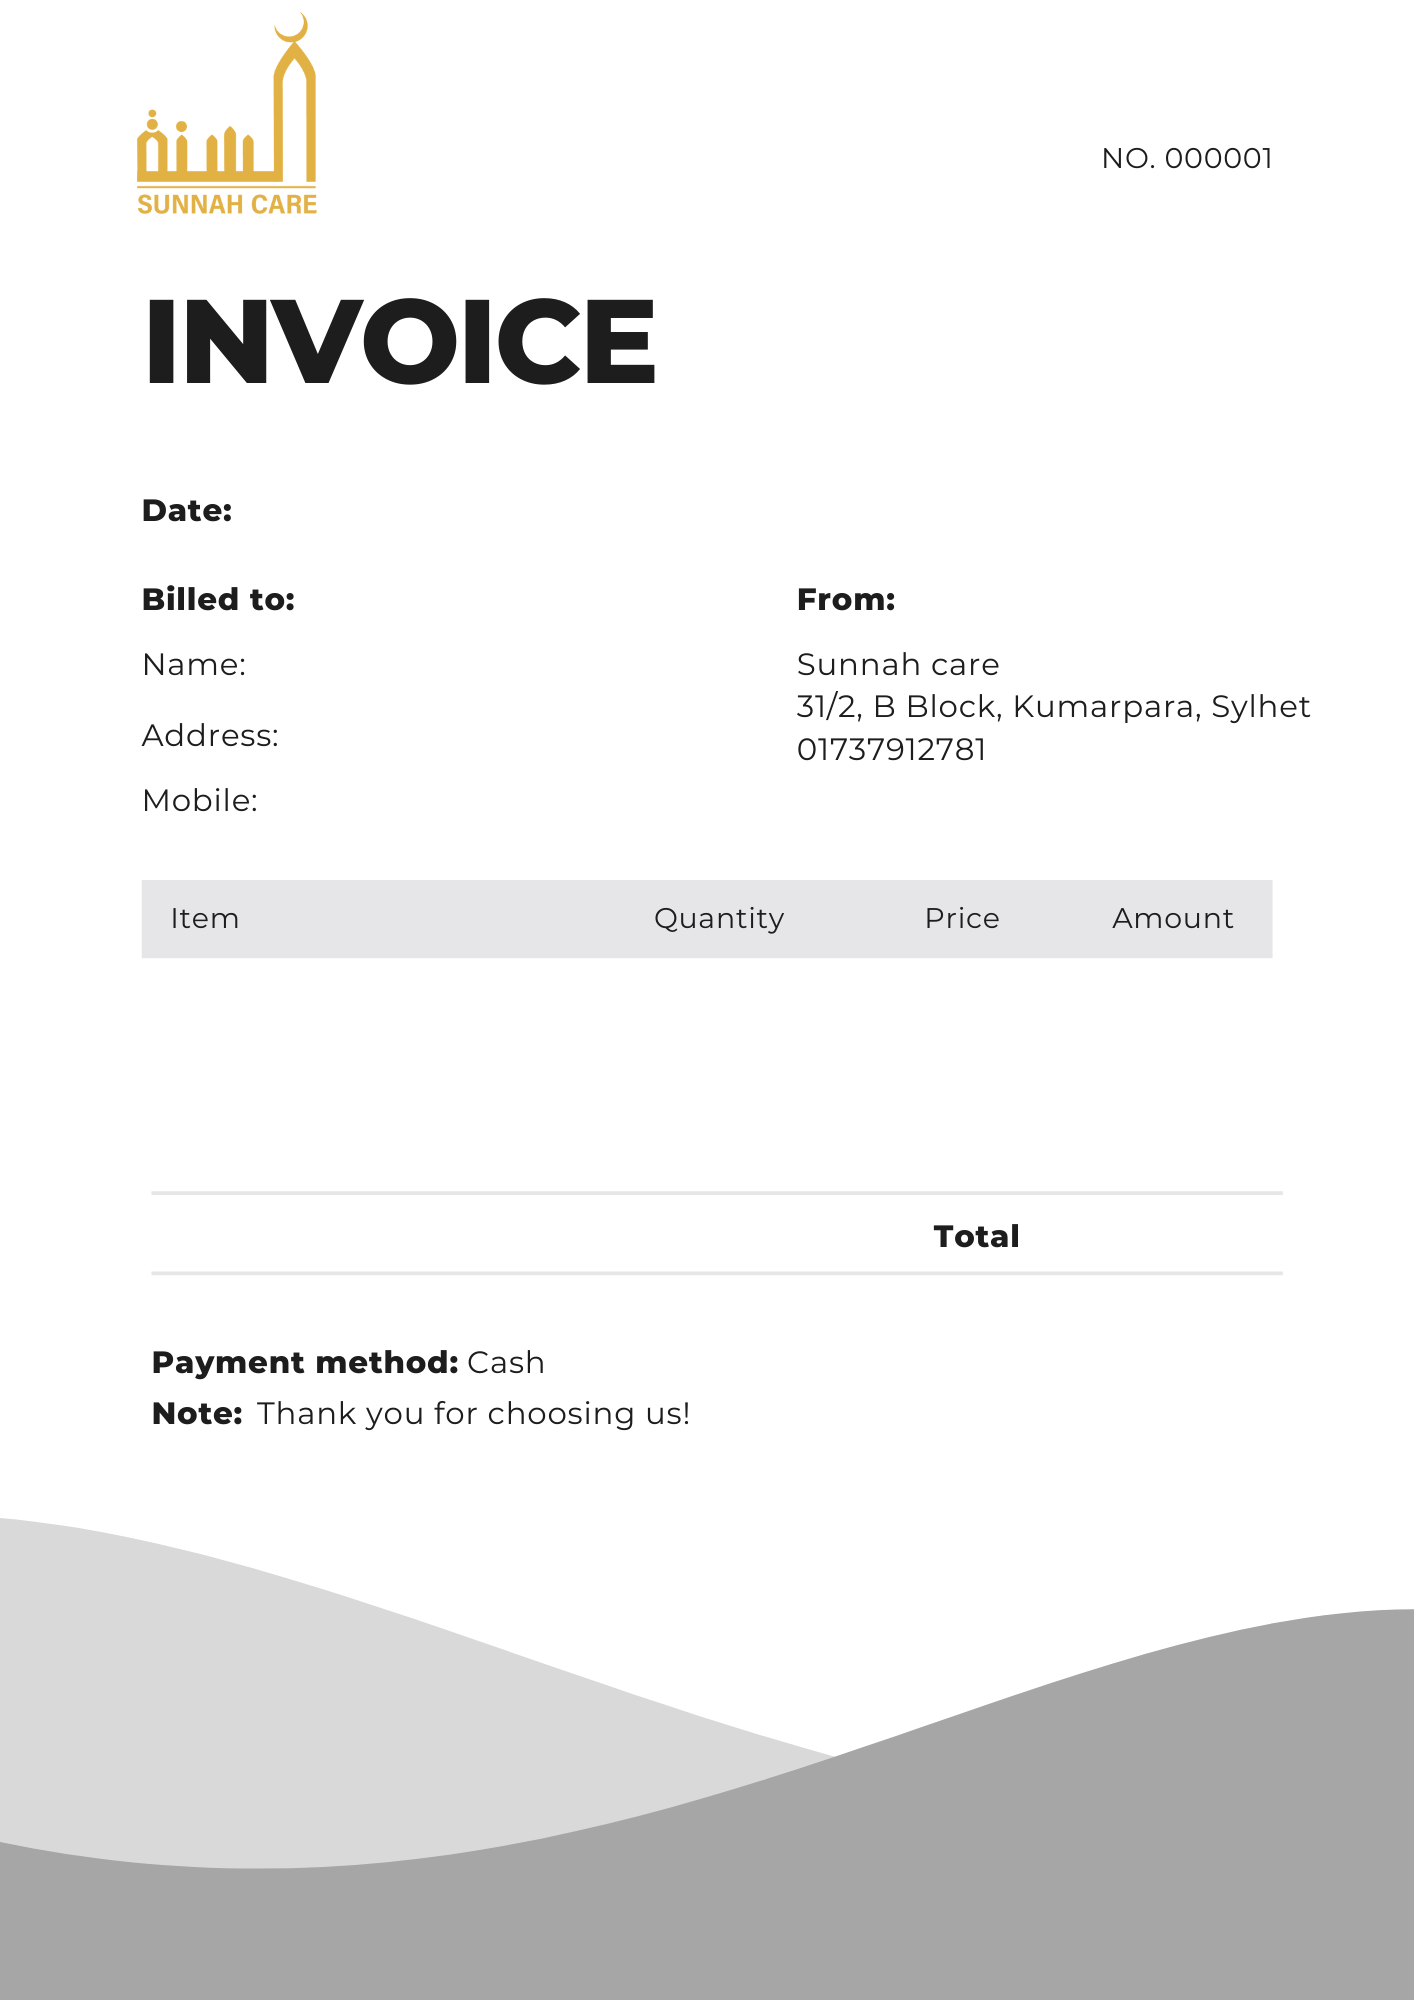 السنة
SUNNAH CARE
NO. 000001
INVOICE
Date:
Billed to:
Name:
Address:
Mobile:
From:
Sunnah care
31/2, B Block, Kumarpara, Sylhet
01737912781
Item Quantity Price Amount
Total
Payment method: Cash
Note: Thank you for choosing us!